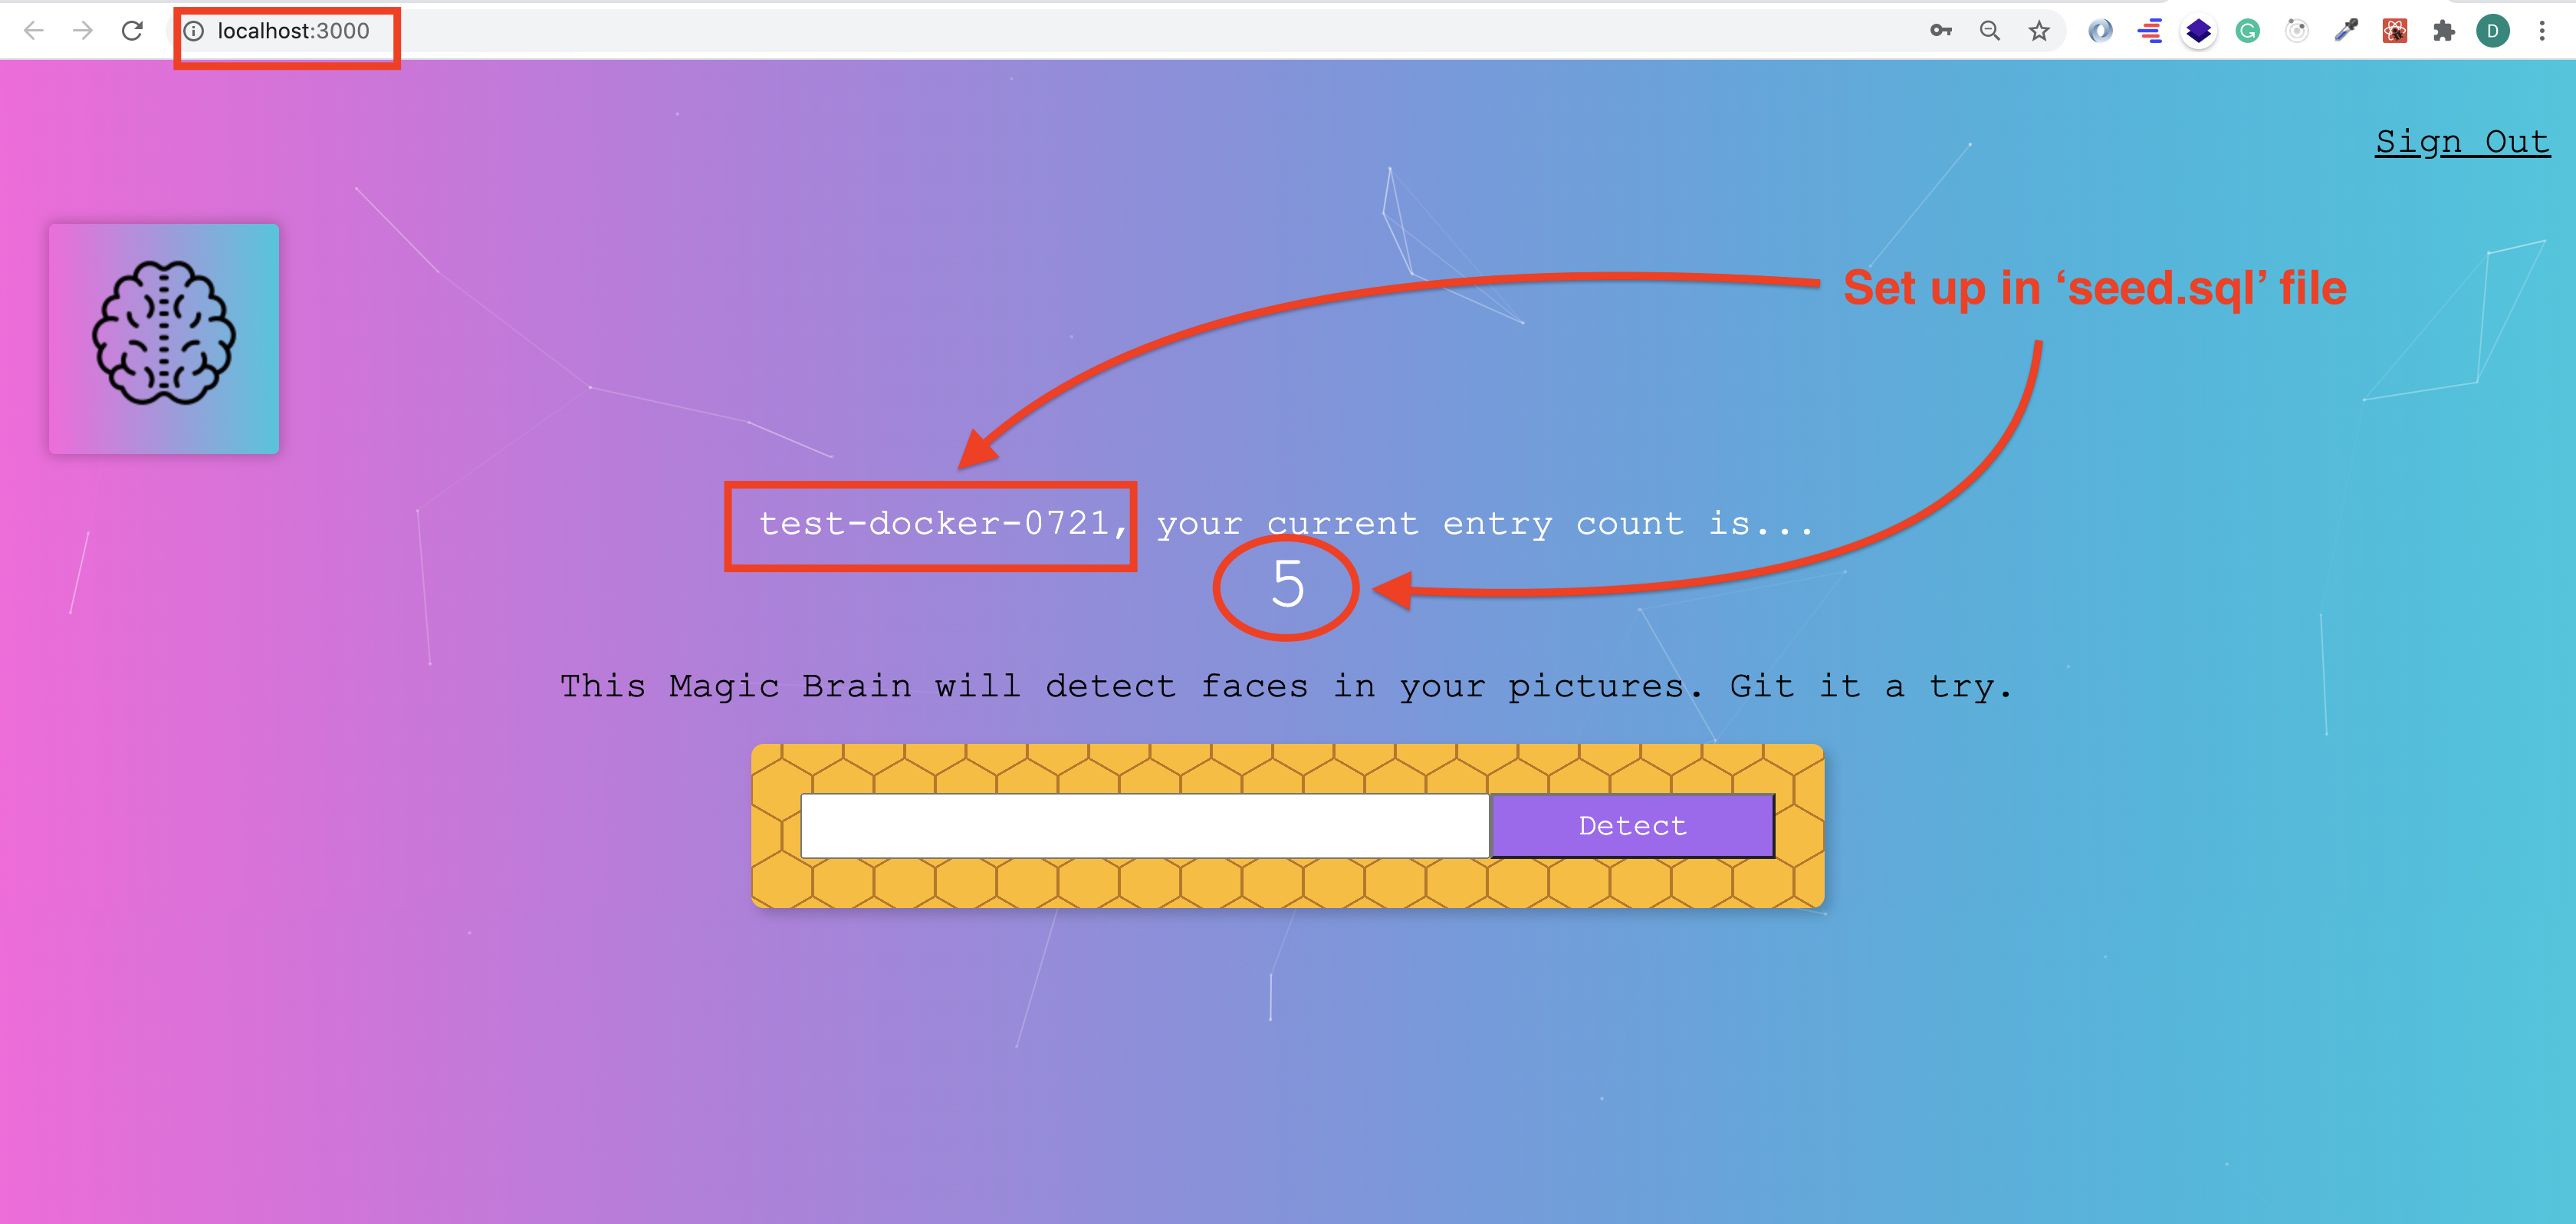 localhost:3000
D
Sign Out
Set up in ‘seed.sql’ file
test-docker-0721, your current entry count is...
5
This Magic Brain will detect faces in your pictures. Git it a try.
Detect